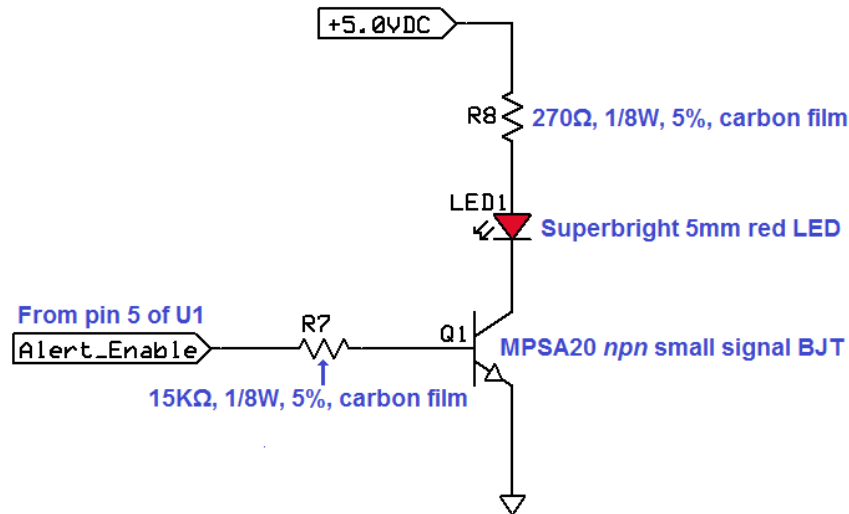 +5.0VDC
R8
270Ω, 1/8W, 5%, carbon film
LED1
Superbright 5mm red LED
From pin 5 of U1
Alert_Enable
R7
Q1
MPSA20 npn small signal BJT
15KΩ, 1/8W, 5%, carbon film